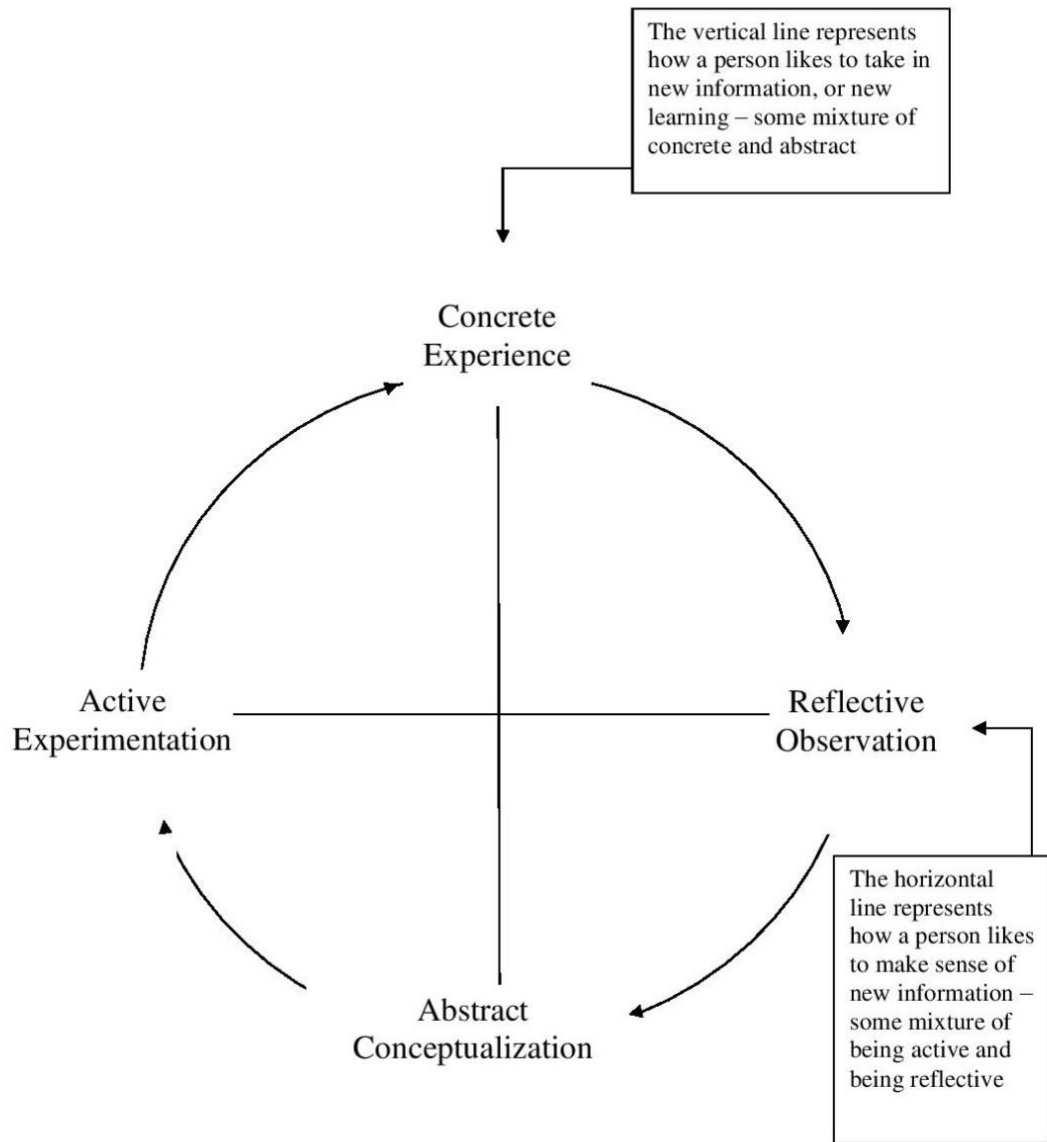 The vertical line represents
how a person likes to take in
new information, or new
learning – some mixture of
concrete and abstract
Concrete
Experience
Active
Experimentation
Reflective
Observation
The horizontal
line represents
how a person likes
to make sense of
new information –
some mixture of
being active and
being reflective
Abstract
Conceptualization